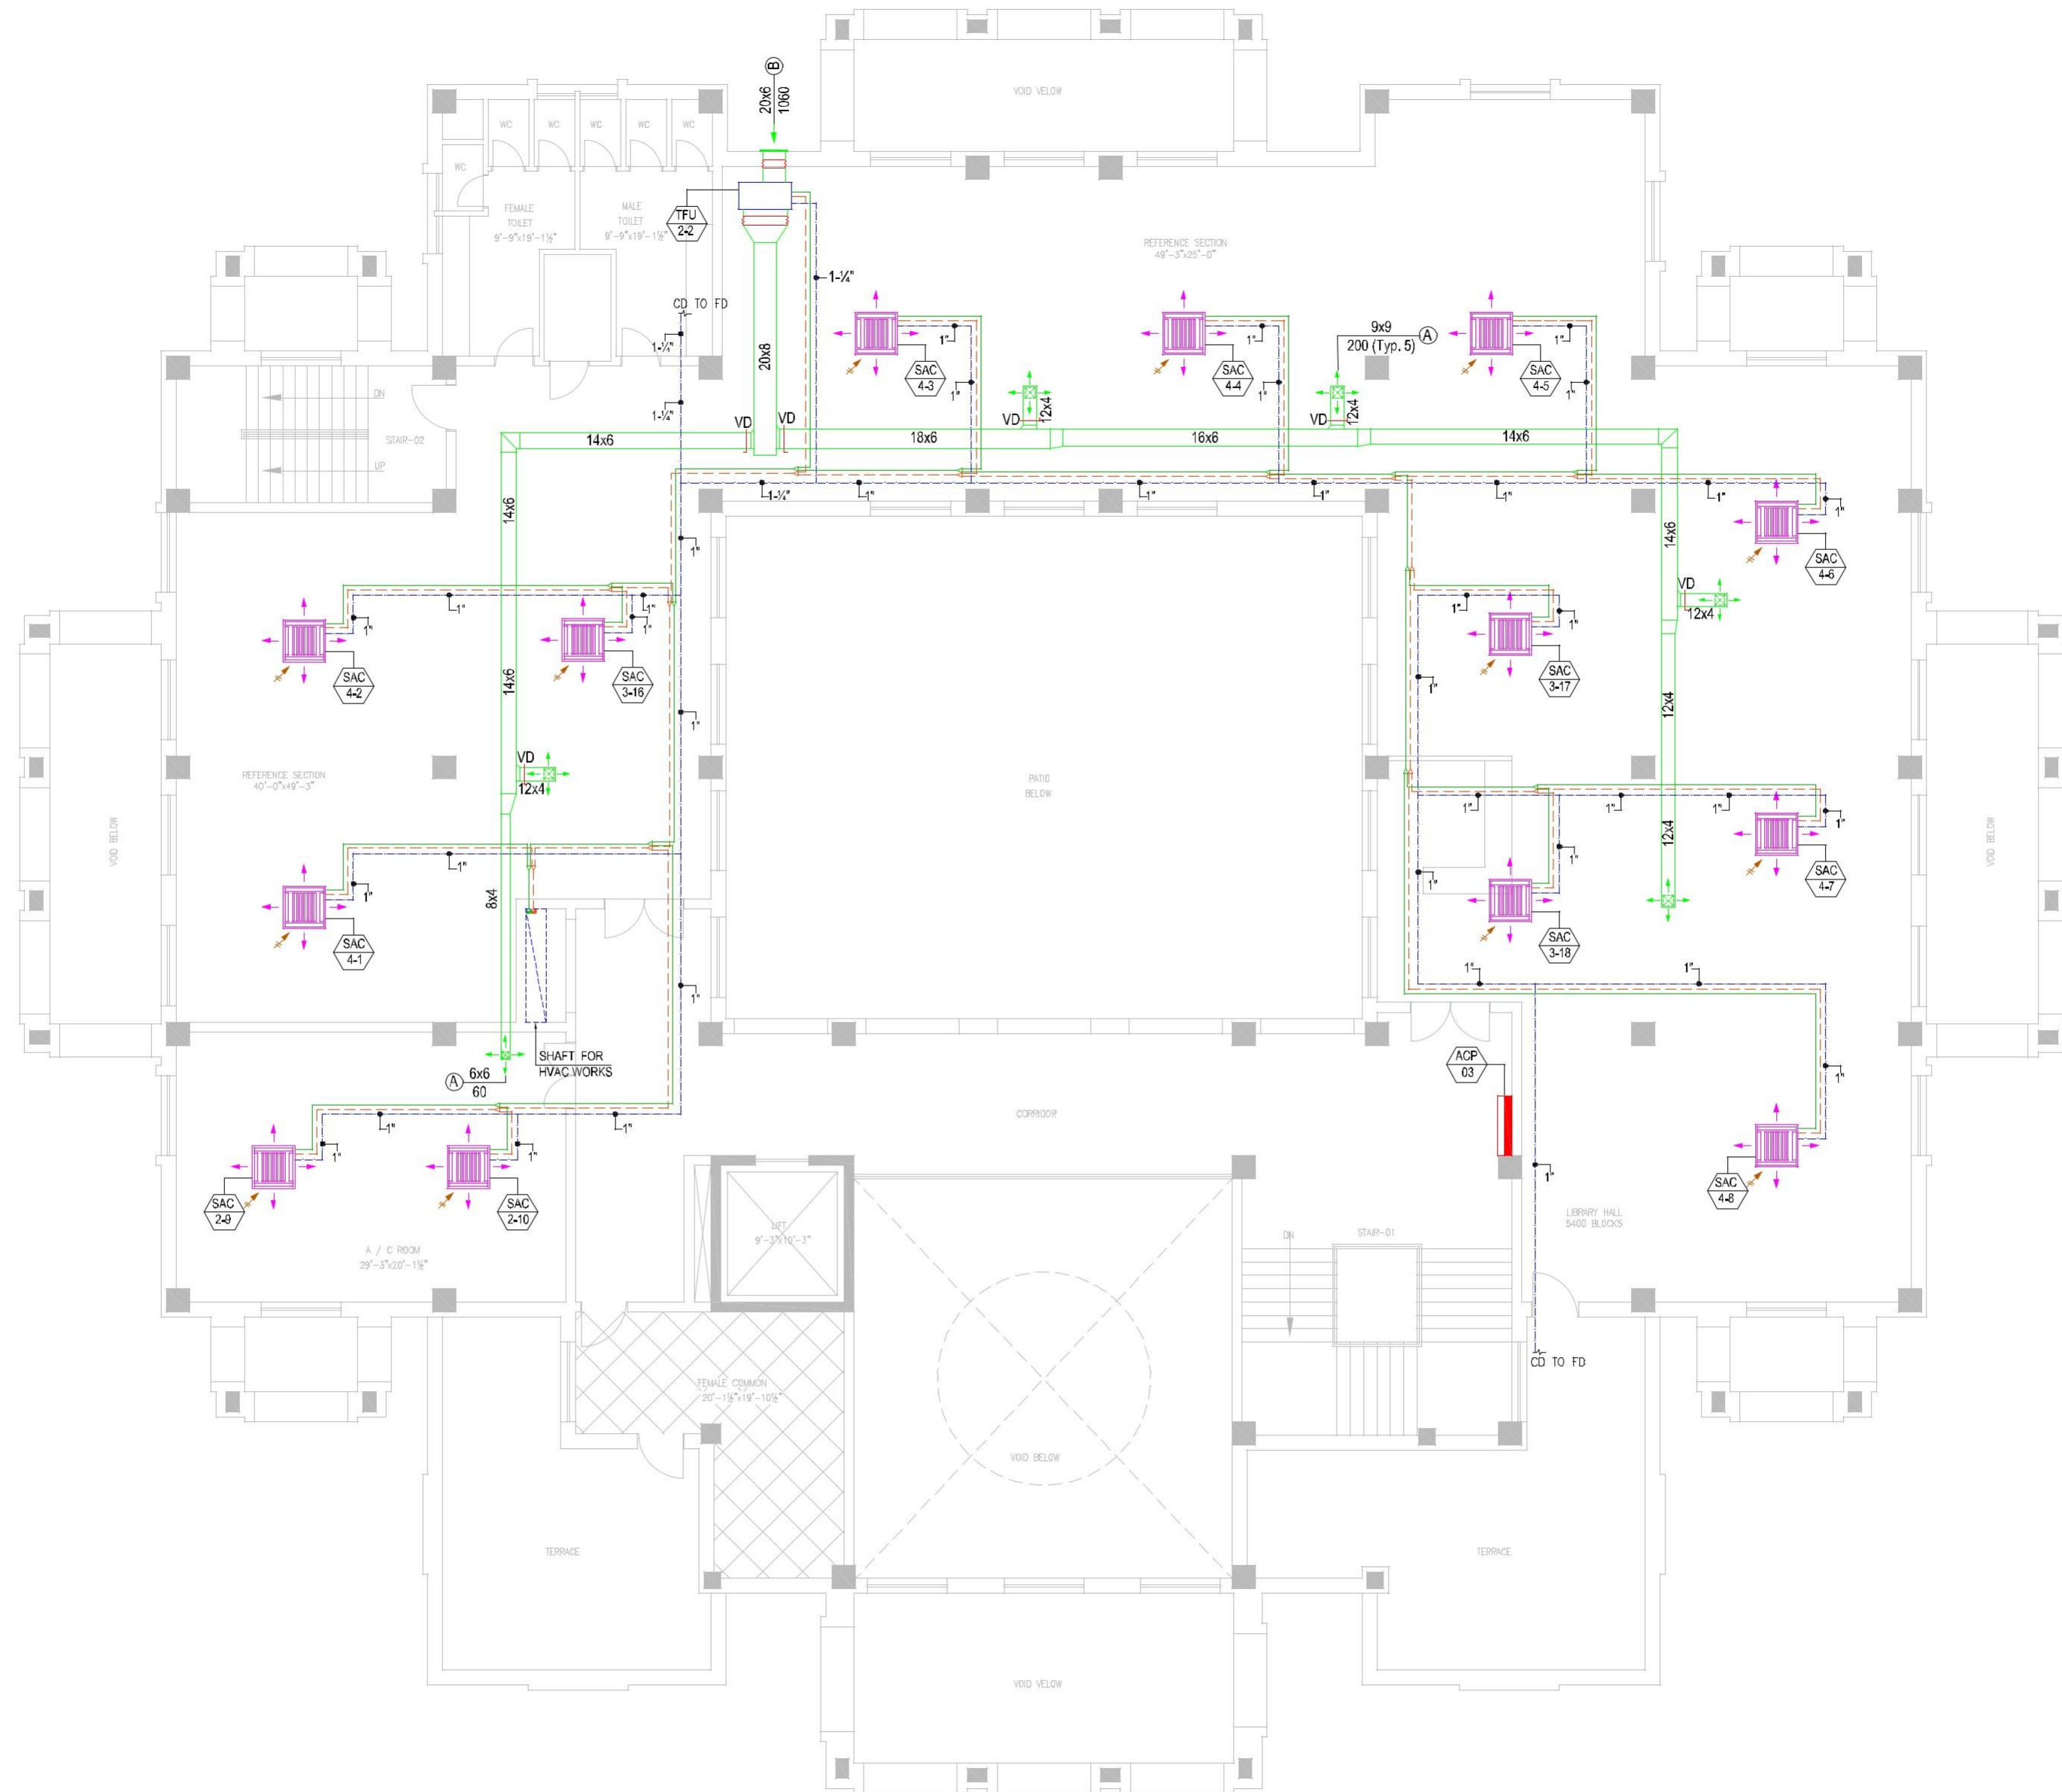 B
20x6
1060
VOID VELOW
WC
WC
WC
WC
WC
WC
FEMALE
TOILET
9'-9"x19'-1½"
MALE
TOILET
9'-9"x19'-1½"
TFU
2-2
REFERENCE SECTION
49'-3"x25'-0"
1-¼"
CD TO FD
1-¼"
1-¼"
20x8
1"
1"
1"
SAC
4-3
SAC
4-4
SAC
4-5
1"
1"
1"
9x9
200 (Typ. 5)
A
VD
12x4
VD
12x4
DN
STAIR-02
UP
VD
VD
14x6
18x6
16x6
14x6
1-¼"
1"
1"
1"
1"
1"
1"
14x6
14x6
SAC
4-6
1"
1"
1"
1"
1"
SAC
4-2
14x6
SAC
3-16
1"
1"
1"
SAC
3-17
VD
12x4
1"
12x4
VD
12x4
REFERENCE SECTION
40'-0"x49'-3"
PATIO
BELOW
VOID BELOW
VOID BELOW
1"
1"
1"
1"
1"
12x4
1"
1"
SAC
4-1
8x4
1"
1"
SAC
3-18
SAC
4-7
1"
1"
1"
SHAFT FOR
HVAC WORKS
A
6x6
60
ACP
03
1"
CORRIDOR
1"
1"
1"
1"
SAC
2-9
SAC
2-10
1"
SAC
4-8
A / C ROOM
29'-3"x20'-1½"
LIFT
9'-3"x10'-3"
DN
STAIR-01
LIBRARY HALL
5400 BLOCKS
CD TO FD
FEMALE COMMON
20'-1½"x19'-10½"
VOID BELOW
TERRACE
TERRACE
VOID VELOW